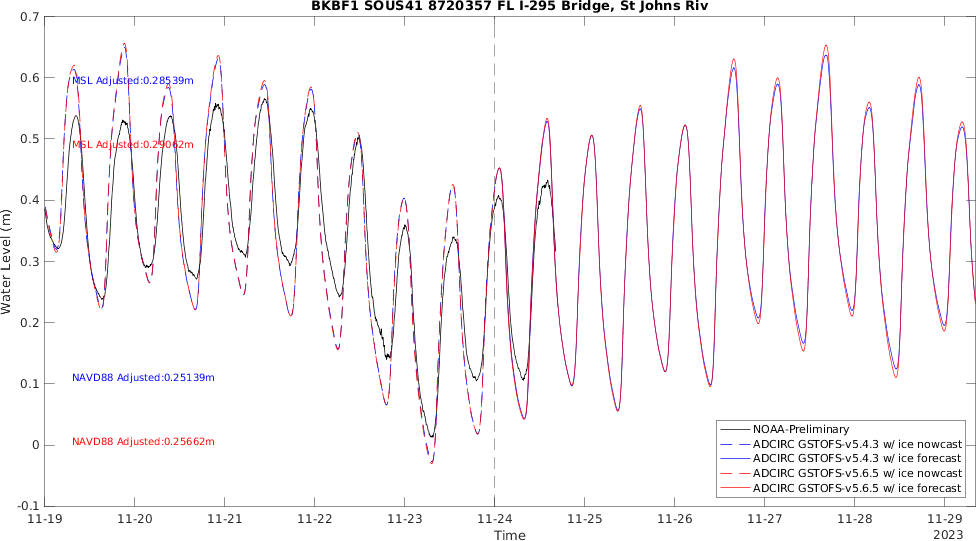 BKBF1 SOUS41 8720357 FL I-295 Bridge, St Johns Riv
0.7
0.6
0.5
0.4
0.3
0.2
0.1
0
-0.1
Water Level (m)
MSL Adjusted:0.28539m
MSL Adjusted:0.29062m
NAVD88 Adjusted:0.25139m
NAVD88 Adjusted:0.25662m
NOAA-Preliminary
ADCIRC GSTOFS-v5.4.3 w/ ice nowcast
ADCIRC GSTOFS-v5.4.3 w/ ice forecast
ADCIRC GSTOFS-v5.6.5 w/ ice nowcast
ADCIRC GSTOFS-v5.6.5 w/ ice forecast
11-19 11-20 11-21 11-22 11-23 11-24 11-25 11-26 11-27 11-28 11-29
Time
2023